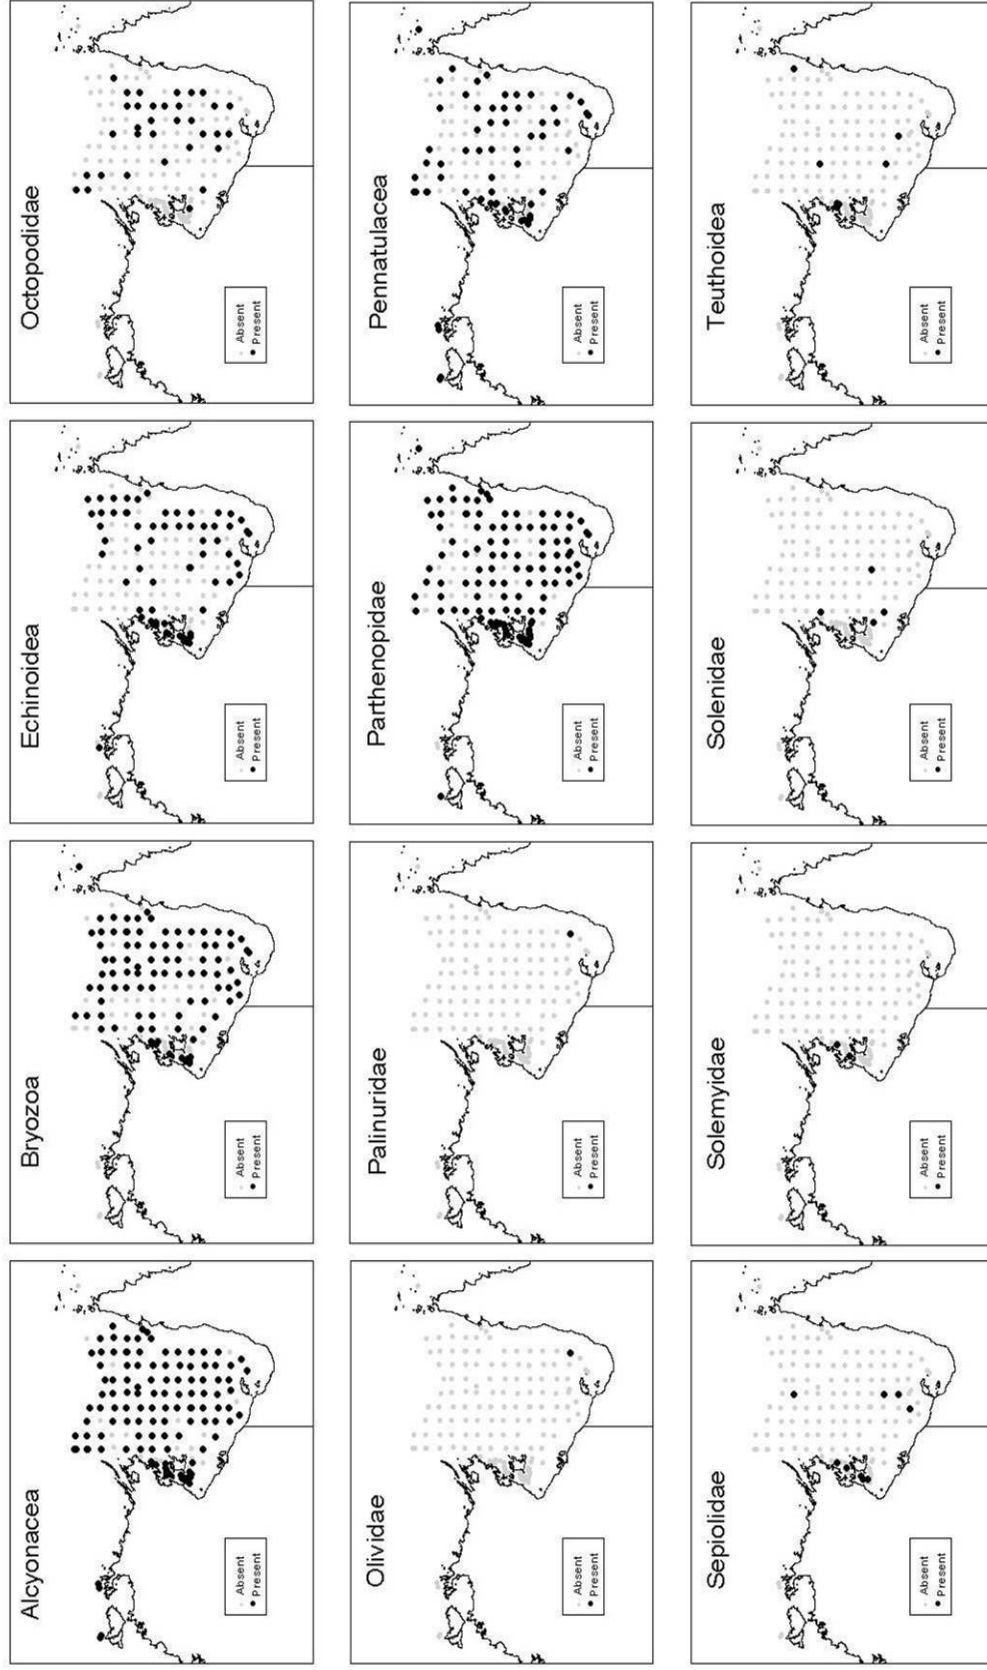 Alcyonacea
Absent
Present
Bryozoa
Absent
Present
Echinoidea
Absent
Present
Octopodidae
Absent
Present
Olividae
Absent
Present
Palinuridae
Absent
Present
Parthenopidae
Absent
Present
Pennatulacea
Absent
Present
Sepiolidae
Absent
Present
Solemyidae
Absent
Present
Solenidae
Absent
Present
Teuthoidea
Absent
Present